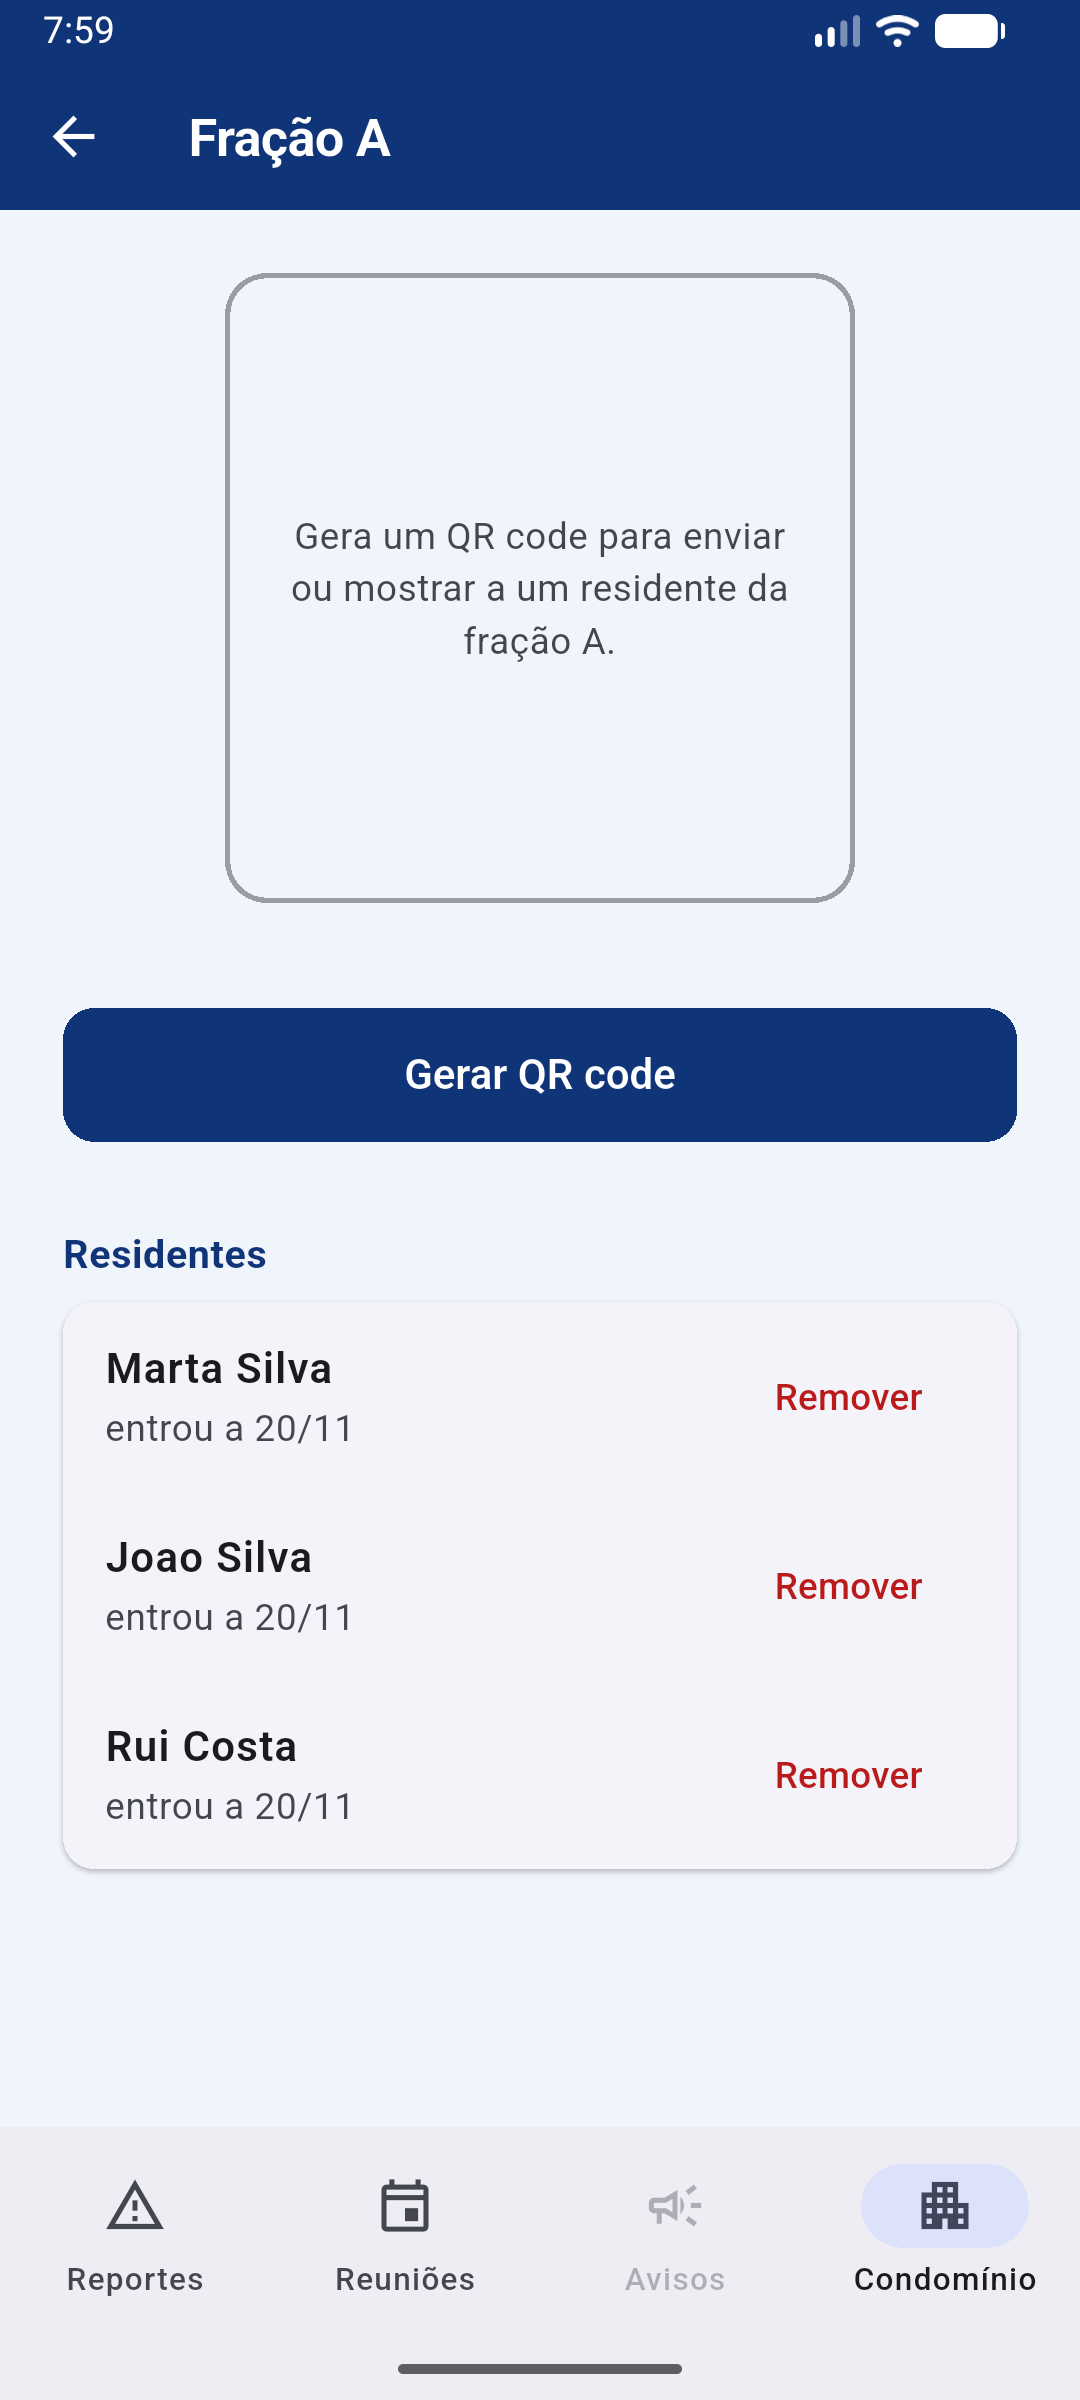 7:59
Fração A
Gera um QR code para enviar
ou mostrar a um residente da
fração A.
Gerar QR code
Residentes
Marta Silva
entrou a 20/11
Remover
Joao Silva
entrou a 20/11
Remover
Rui Costa
entrou a 20/11
Remover
Reportes
Reuniões
Avisos
Condomínio